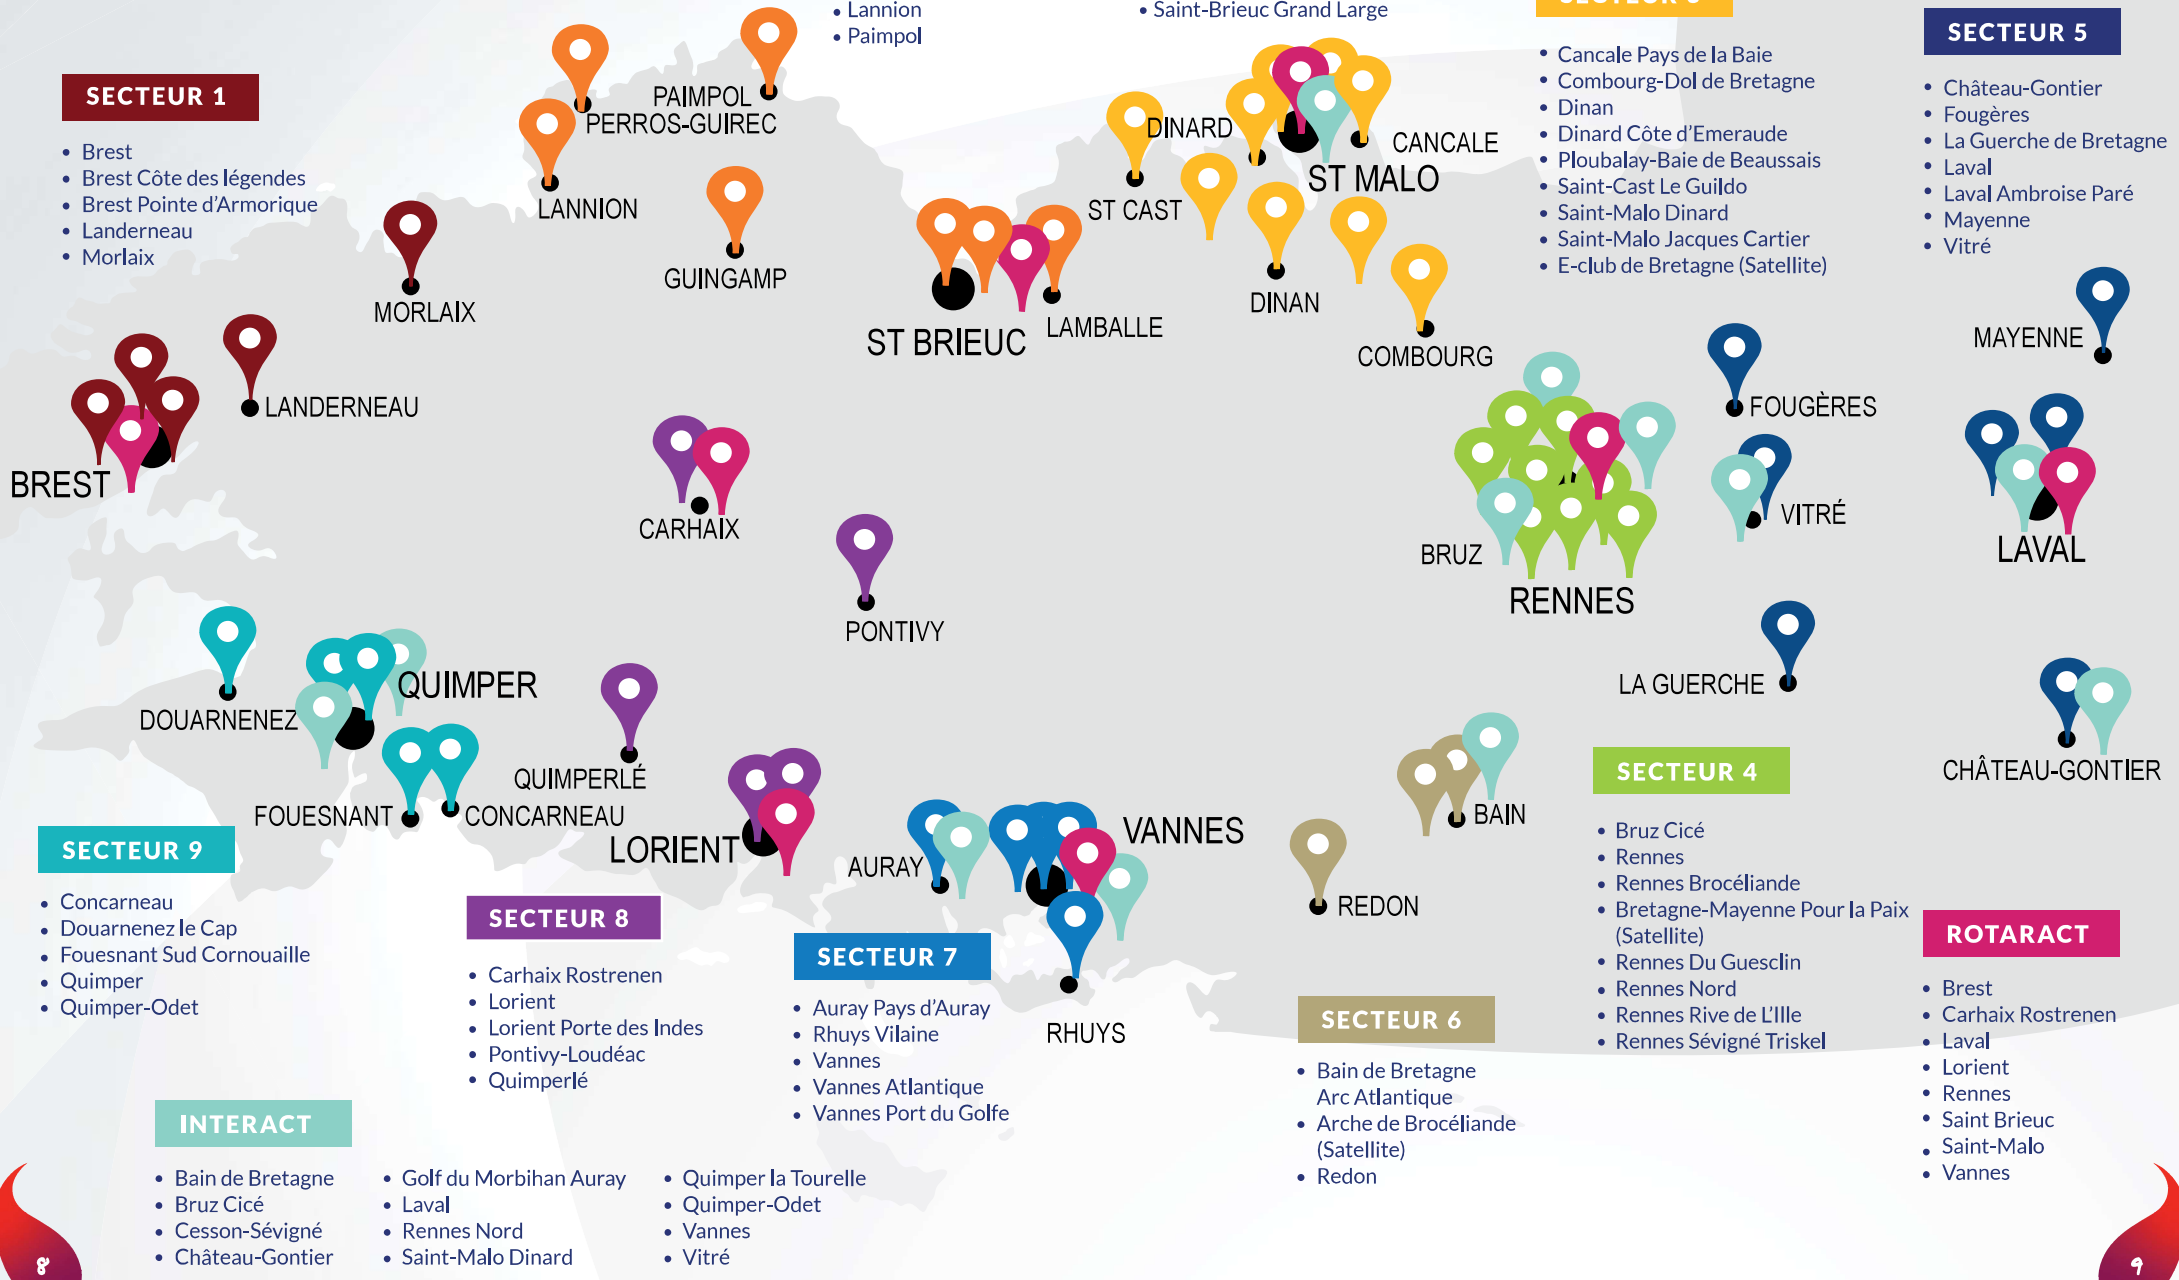 • Lannion
• Paimpol
• Saint-Brieuc Grand Large
SECTEUR 1
• Brest
• Brest Côte des légendes
• Brest Pointe d’Armorique
• Landerneau
• Morlaix
• Cancale Pays de la Baie
• Combourg-Dol de Bretagne
• Dinan
• Dinard Côte d’Emeraude
• Ploubalay-Baie de Beaussais
• Saint-Cast Le Guildo
• Saint-Malo Dinard
• Saint-Malo Jacques Cartier
• E-club de Bretagne (Satellite)
SECTEUR 5
• Château-Gontier
• Fougères
• La Guerche de Bretagne
• Laval
• Laval Ambroise Paré
• Mayenne
• Vitré
PAIMPOL
PERROS-GUIREC
LANNION
MORLAIX
GUINGAMP
ST BRIEUC
LAMBALLE
ST CAST
DINARD
ST MALO
CANCALE
DINAN
COMBOURG
MAYENNE
LANDERNEAU
BREST
CARHAIX
PONTIVY
FOUGÈRES
VITRÉ
LAVAL
BRUZ
RENNES
LA GUERCHE
CHÂTEAU-GONTIER
DOUARNENEZ
QUIMPER
FOUESNANT
CONCARNEAU
QUIMPERLÉ
LORIENT
AURAY
VANNES
RHUYS
REDON
BAIN
SECTEUR 4
• Bruz Cicé
• Rennes
• Rennes Brocéliande
• Bretagne-Mayenne Pour la Paix
(Satellite)
• Rennes Du Guesclin
• Rennes Nord
• Rennes Rive de L’Ille
• Rennes Sévigné Triskel
SECTEUR 9
• Concarneau
• Douarnenez le Cap
• Fouesnant Sud Cornouaille
• Quimper
• Quimper-Odet
SECTEUR 8
• Carhaix Rostrenen
• Lorient
• Lorient Porte des Indes
• Pontivy-Loudéac
• Quimperlé
SECTEUR 7
• Auray Pays d’Auray
• Rhuys Vilaine
• Vannes
• Vannes Atlantique
• Vannes Port du Golfe
SECTEUR 6
• Bain de Bretagne
Arc Atlantique
• Arche de Brocéliande
(Satellite)
• Redon
ROTARACT
• Brest
• Carhaix Rostrenen
• Laval
• Lorient
• Rennes
• Saint Brieuc
• Saint-Malo
• Vannes
INTERACT
• Bain de Bretagne
• Bruz Cicé
• Cesson-Sévigné
• Château-Gontier
• Golf du Morbihan Auray
• Laval
• Rennes Nord
• Saint-Malo Dinard
• Quimper la Tourelle
• Quimper-Odet
• Vannes
• Vitré
8
9